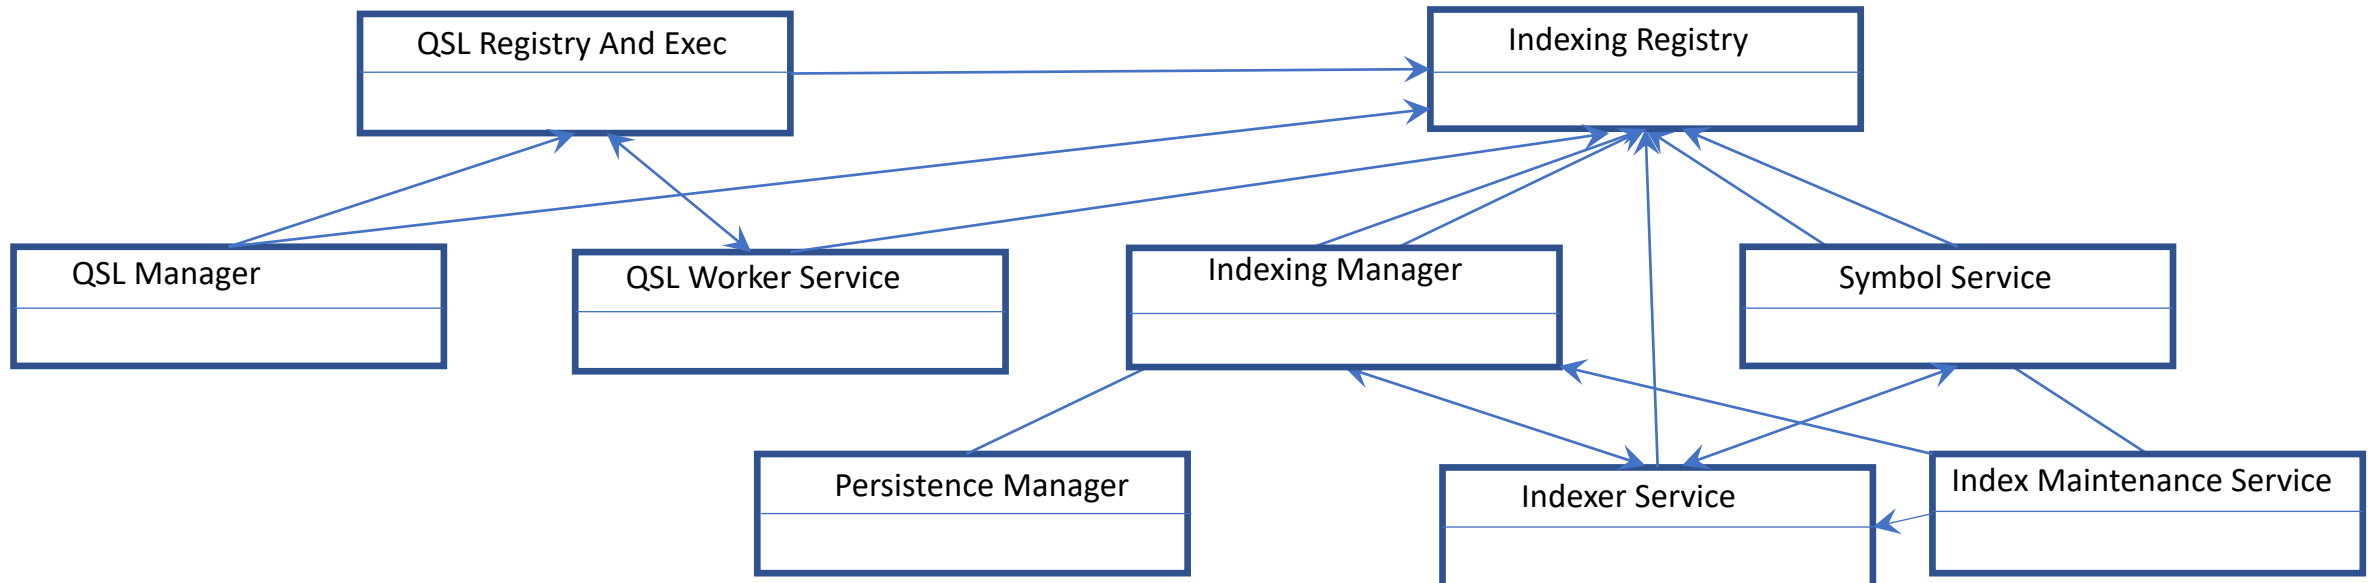 QSL Registry And Exec
Indexing Registry
QSL Manager
QSL Worker Service
Indexing Manager
Symbol Service
Persistence Manager
Indexer Service
Index Maintenance Service